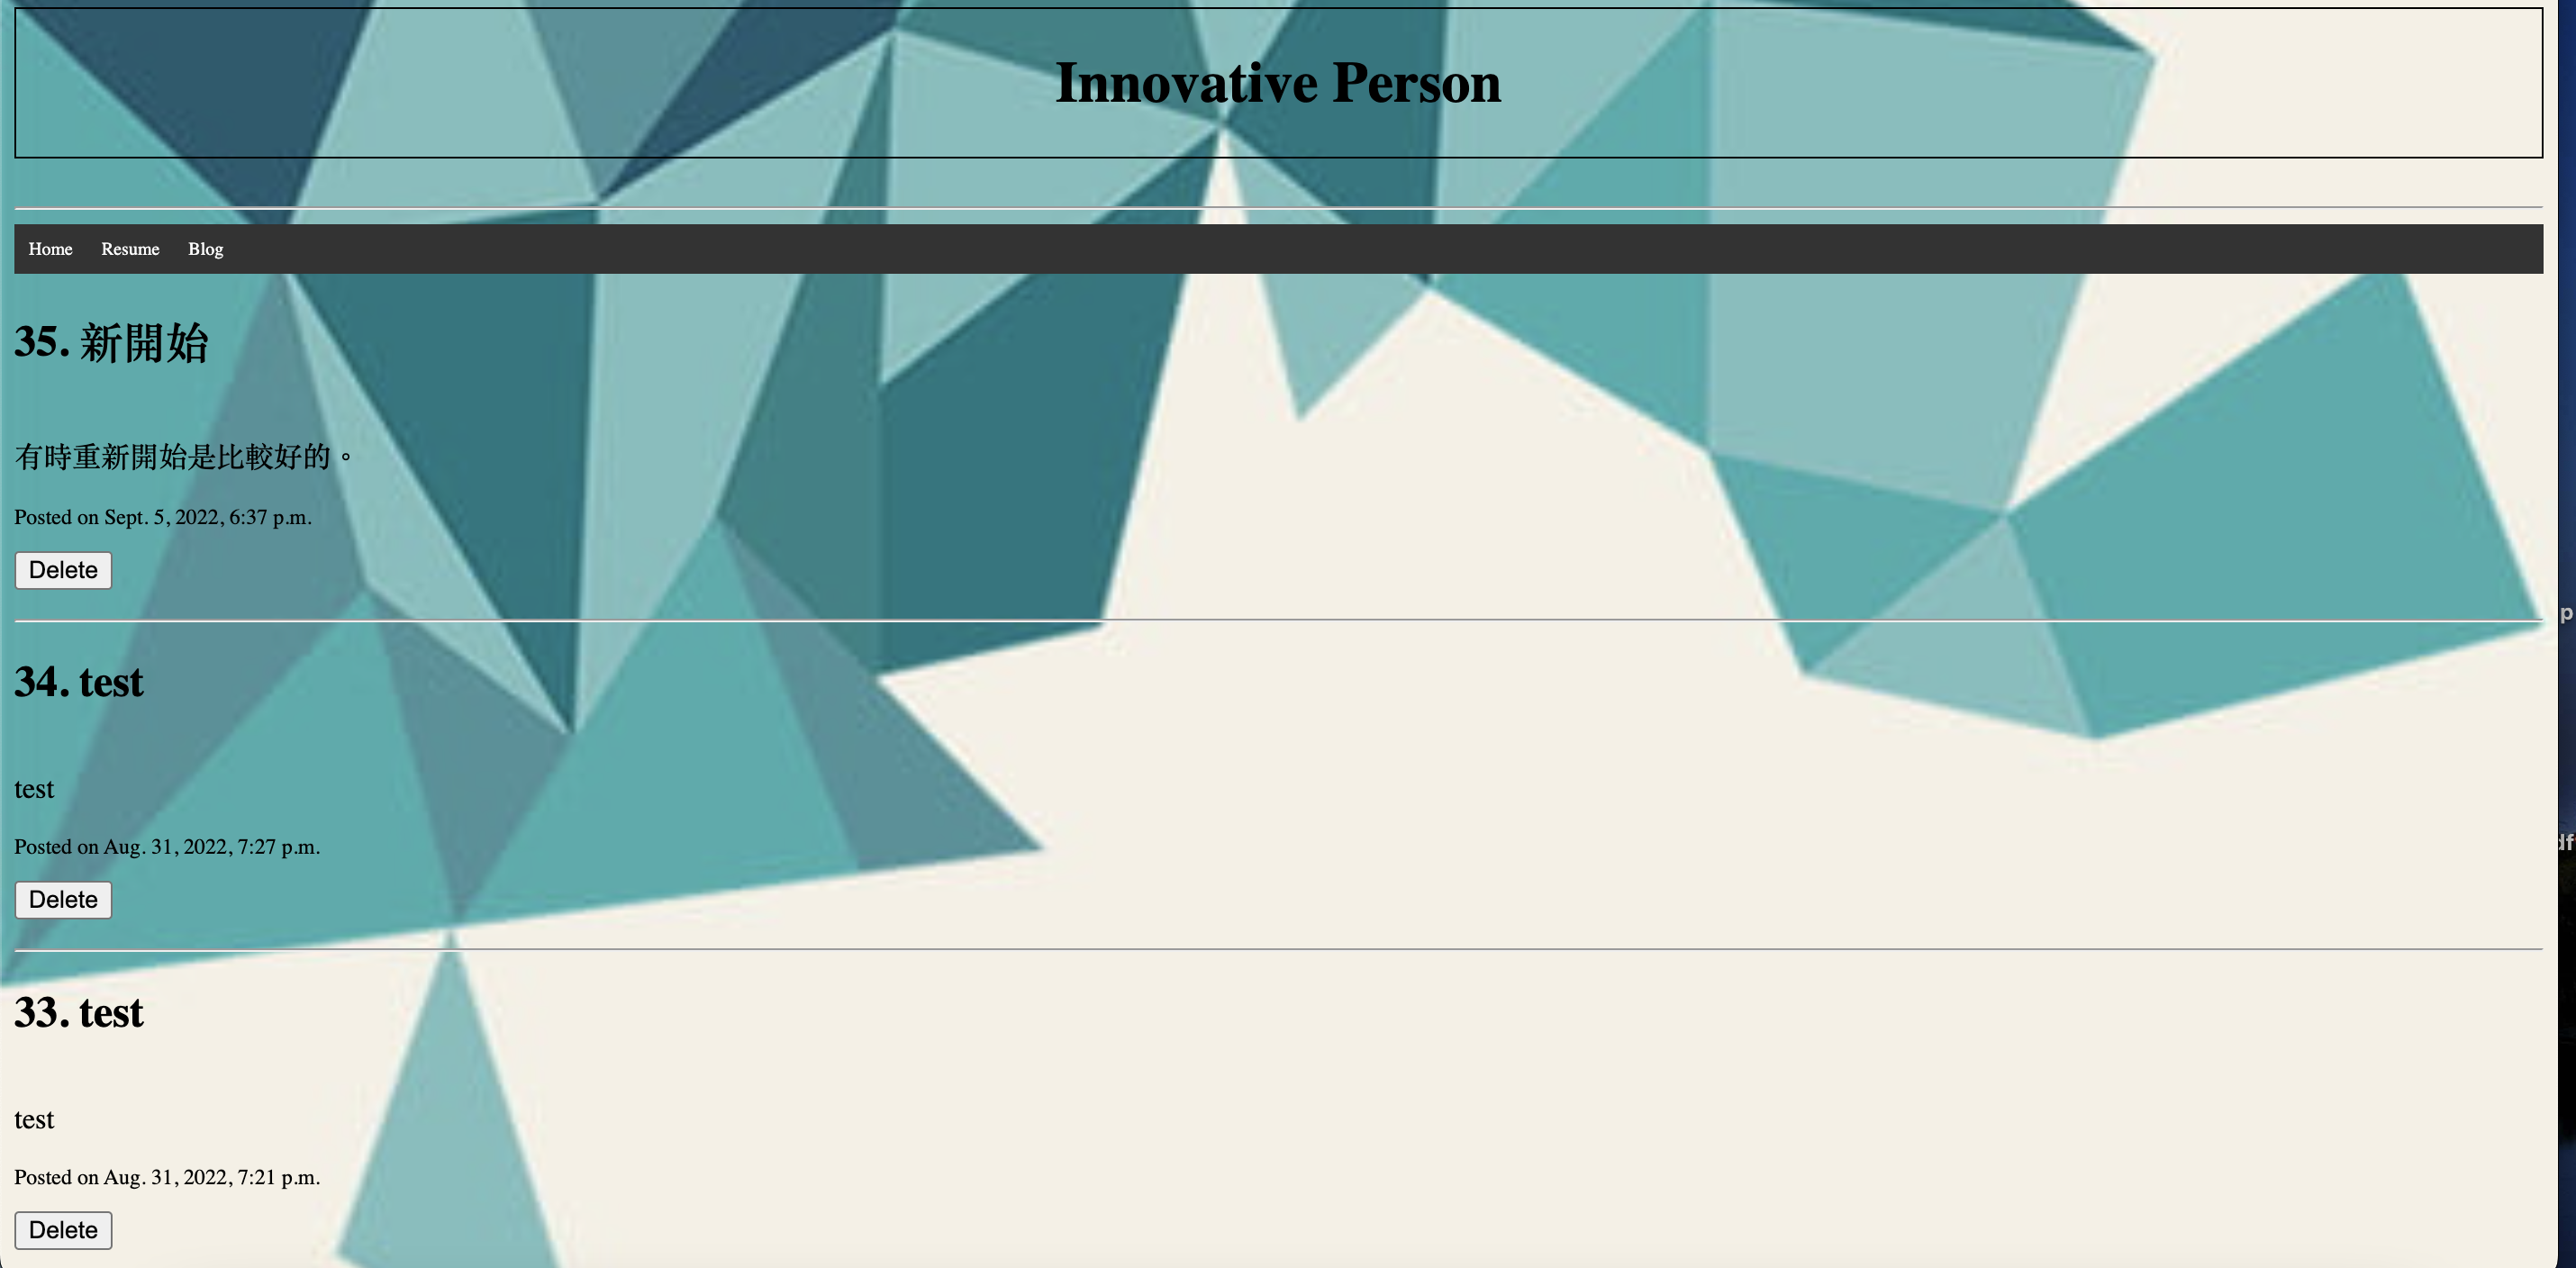 Innovative Person
Home Resume Blog
35. 新開始
有時重新開始是比較好的。
Posted on Sept. 5, 2022, 6:37 p.m.
Delete
34. test
test
Posted on Aug. 31, 2022, 7:27 p.m.
Delete
33. test
test
Posted on Aug. 31, 2022, 7:21 p.m.
Delete